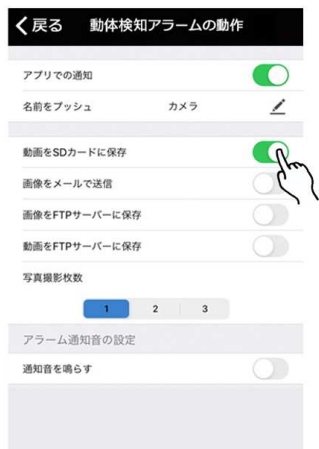 戻る 動体検知アラームの動作
アプリでの通知
名前をプッシュ カメラ
動画をSDカードに保存
画像をメールで送信
画像をFTPサーバーに保存
動画をFTPサーバーに保存
写真撮影枚数
1 2 3
アラーム通知音の設定
通知音を鳴らす